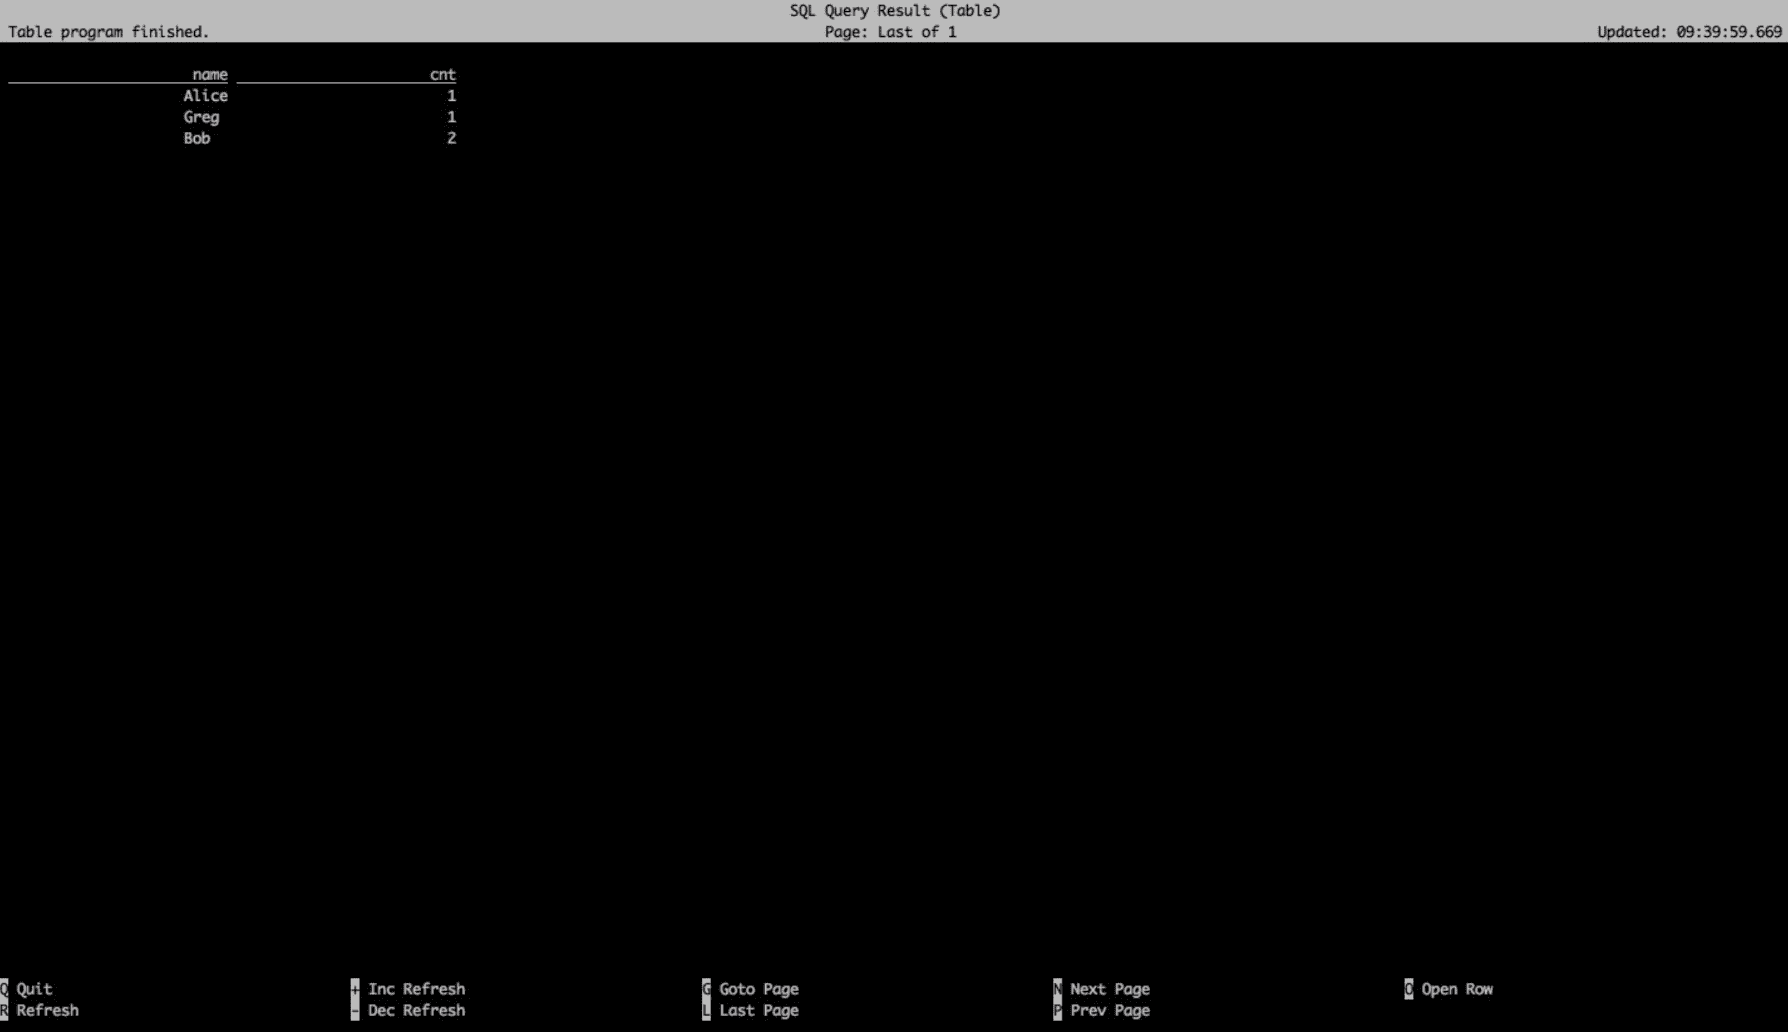 SQL Query Result (Table)
Table program finished. Page: Last of 1 Updated: 09:39:59.669
name cnt
Alice 1
Greg 1
Bob 2
Q Quit + Inc Refresh G Goto Page N Next Page O Open Row
R Refresh - Dec Refresh L Last Page P Prev Page